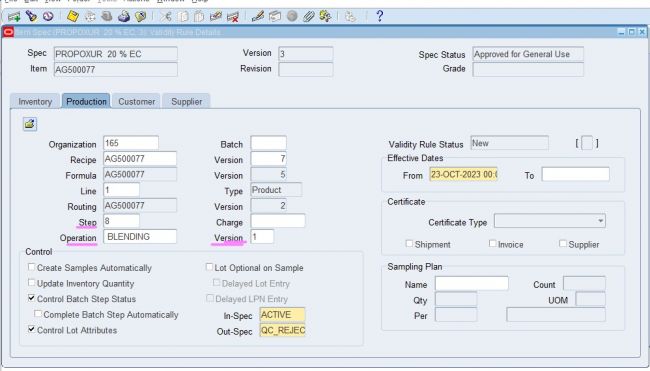 Item Spec (PROPOXUR 20 % EC, 3): Validity Rule Details
Spec PROPOXUR 20 % EC Version 3 Spec Status Approved for General Use
Item AG500077 Revision Grade
Inventory Production Customer Supplier
Organization 165 Batch Validity Rule Status New [ ]
Recipe AG500077 Version 7 Effective Dates
Formula AG500077 Version 5 From 23-OCT-2023 00:0 To
Line 1 Type Product
Routing AG500077 Version 2 Certificate
Step 8 Charge Certificate Type
Operation BLENDING Version 1
Shipment Invoice Supplier
Control
Create Samples Automatically Lot Optional on Sample Sampling Plan
Update Inventory Quantity Delayed Lot Entry Name Count
Control Batch Step Status Delayed LPN Entry Qty UOM
Complete Batch Step Automatically In-Spec ACTIVE Per
Control Lot Attributes Out-Spec QC_REJEC